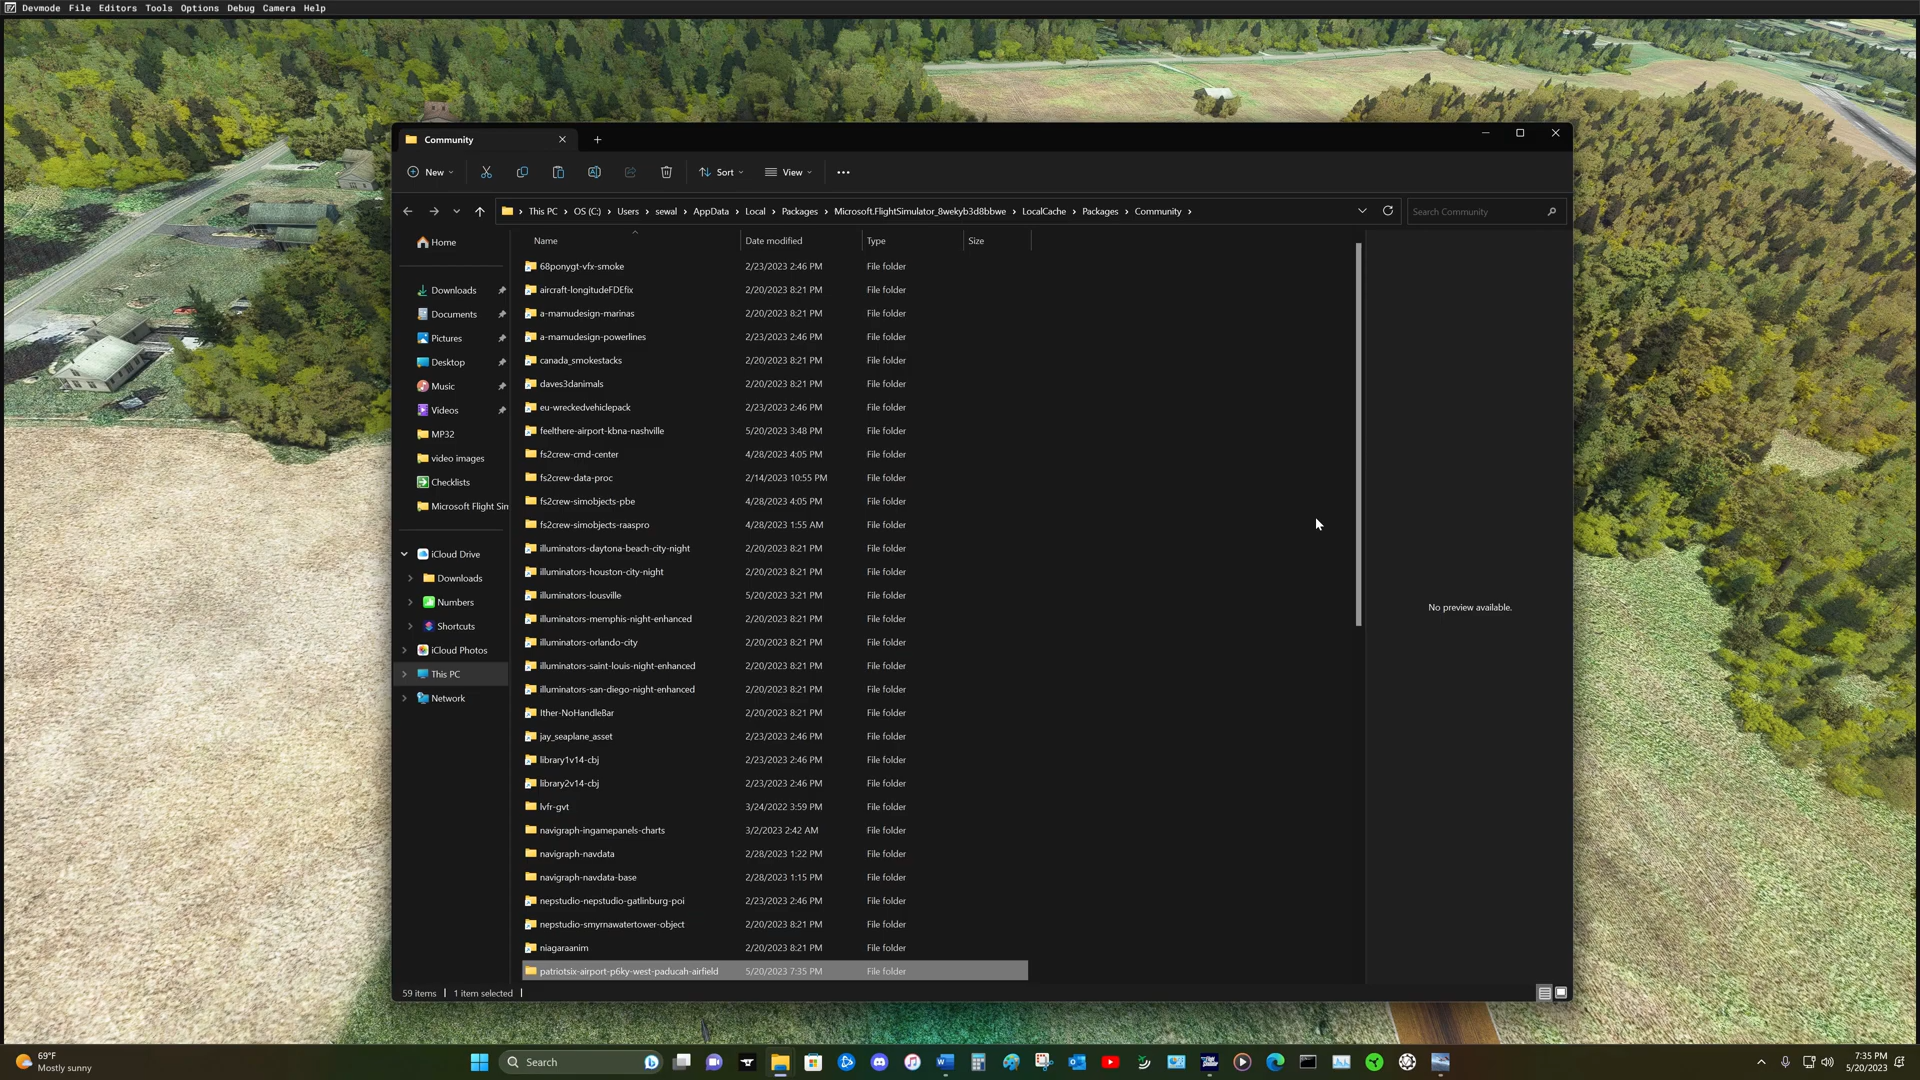 Devmode File Editors Tools Options Debug Camera Help
Community
New Sort View
This PC OS (C:) Users sewal AppData Local Packages Microsoft.FlightSimulator_8wekyb3d8bbwe LocalCache Packages Community
Search Community
Home
Downloads
Documents
Pictures
Desktop
Music
Videos
MP32
video images
Checklists
Microsoft Flight Sim
iCloud Drive
Downloads
Numbers
Shortcuts
iCloud Photos
This PC
Network
Name Date modified Type Size
68ponygt-vfx-smoke 2/23/2023 2:46 PM File folder
aircraft-longitudeFDEfix 2/20/2023 8:21 PM File folder
a-mamudesign-marinas 2/20/2023 8:21 PM File folder
a-mamudesign-powerlines 2/23/2023 2:46 PM File folder
canada_smokestacks 2/20/2023 8:21 PM File folder
daves3danimals 2/20/2023 8:21 PM File folder
eu-wreckedvehiclepack 2/23/2023 2:46 PM File folder
feelthere-airport-kbna-nashville 5/20/2023 3:48 PM File folder
fs2crew-cmd-center 4/28/2023 4:05 PM File folder
fs2crew-data-proc 2/14/2023 10:55 PM File folder
fs2crew-simobjects-pbe 4/28/2023 4:05 PM File folder
fs2crew-simobjects-raaspro 4/28/2023 1:55 AM File folder
illuminators-daytona-beach-city-night 2/20/2023 8:21 PM File folder
illuminators-houston-city-night 2/20/2023 8:21 PM File folder
illuminators-lousville 5/20/2023 3:21 PM File folder
illuminators-memphis-night-enhanced 2/20/2023 8:21 PM File folder
illuminators-orlando-city 2/20/2023 8:21 PM File folder
illuminators-saint-louis-night-enhanced 2/20/2023 8:21 PM File folder
illuminators-san-diego-night-enhanced 2/20/2023 8:21 PM File folder
Ither-NoHandleBar 2/20/2023 8:21 PM File folder
jay_seaplane_asset 2/23/2023 2:46 PM File folder
library1v14-cbj 2/23/2023 2:46 PM File folder
library2v14-cbj 2/23/2023 2:46 PM File folder
lvfr-gvt 3/24/2022 3:59 PM File folder
navigraph-ingamepanels-charts 3/2/2023 2:42 AM File folder
navigraph-navdata 2/28/2023 1:22 PM File folder
navigraph-navdata-base 2/28/2023 1:15 PM File folder
nepstudio-nepstudio-gatlinburg-poi 2/23/2023 2:46 PM File folder
nepstudio-smyrnawatertower-object 2/20/2023 8:21 PM File folder
niagaraanim 2/20/2023 8:21 PM File folder
patriotsix-airport-p6ky-west-paducah-airfield 5/20/2023 7:35 PM File folder
No preview available.
59 items 1 item selected
69°F
Mostly sunny
Search
7:35 PM
5/20/2023